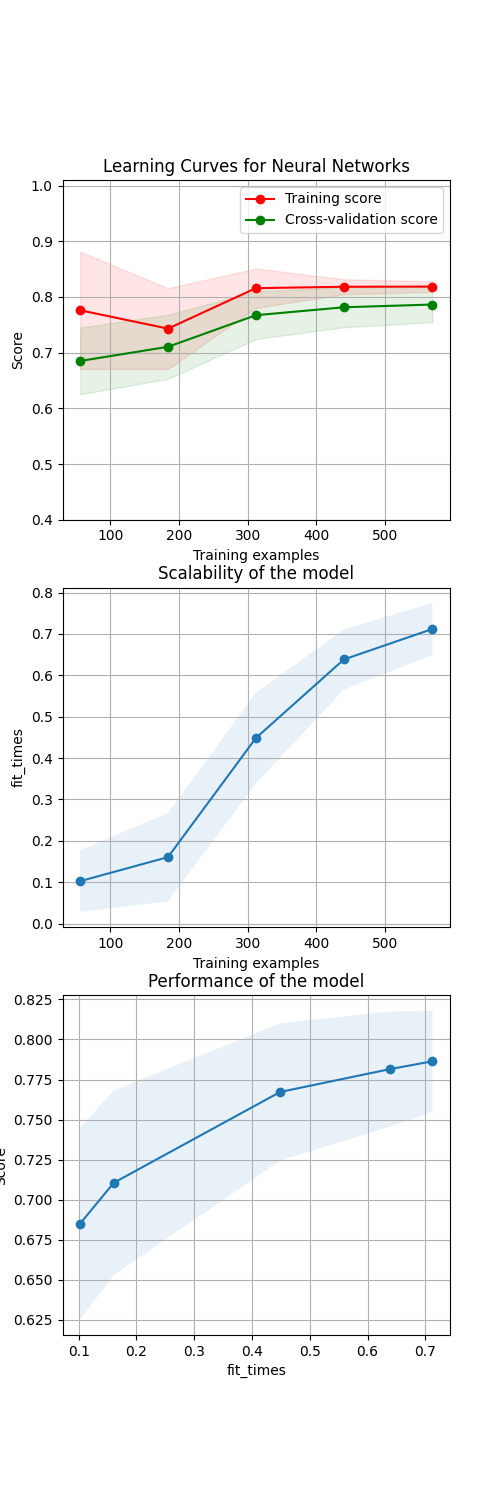 Learning Curves for Neural Networks
1.0
0.9
0.8
0.7
0.6
0.5
0.4
Score
Training score
Cross-validation score
100 200 300 400 500
Training examples
Scalability of the model
0.8
0.7
0.6
0.5
0.4
0.3
0.2
0.1
0.0
fit_times
100 200 300 400 500
Training examples
Performance of the model
0.825
0.800
0.775
0.750
0.725
0.700
0.675
0.650
0.625
Score
0.1 0.2 0.3 0.4 0.5 0.6 0.7
fit_times